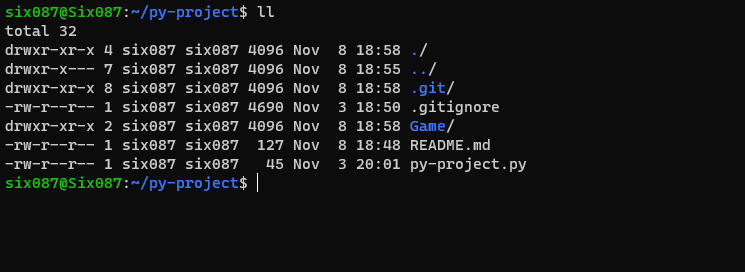 six087@Six087:~/py-project$ ll
total 32
drwxr-xr-x 4 six087 six087 4096 Nov  8 18:58 ./
drwxr-x--- 7 six087 six087 4096 Nov  8 18:55 ../
drwxr-xr-x 8 six087 six087 4096 Nov  8 18:58 .git/
-rw-r--r-- 1 six087 six087 4690 Nov  3 18:50 .gitignore
drwxr-xr-x 2 six087 six087 4096 Nov  8 18:58 Game/
-rw-r--r-- 1 six087 six087  127 Nov  8 18:48 README.md
-rw-r--r-- 1 six087 six087   45 Nov  3 20:01 py-project.py
six087@Six087:~/py-project$